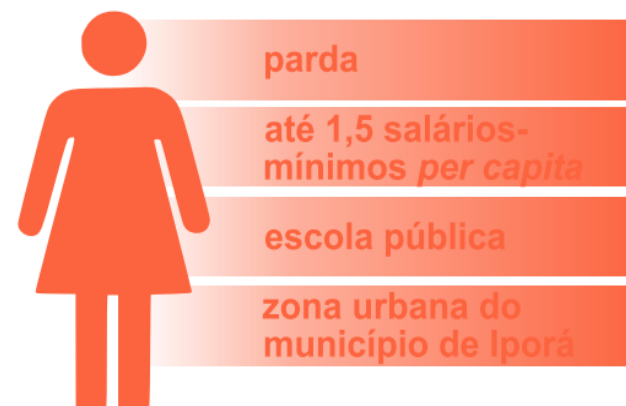 parda
até 1,5 salários-
mínimos per capita
escola pública
zona urbana do
município de Iporá